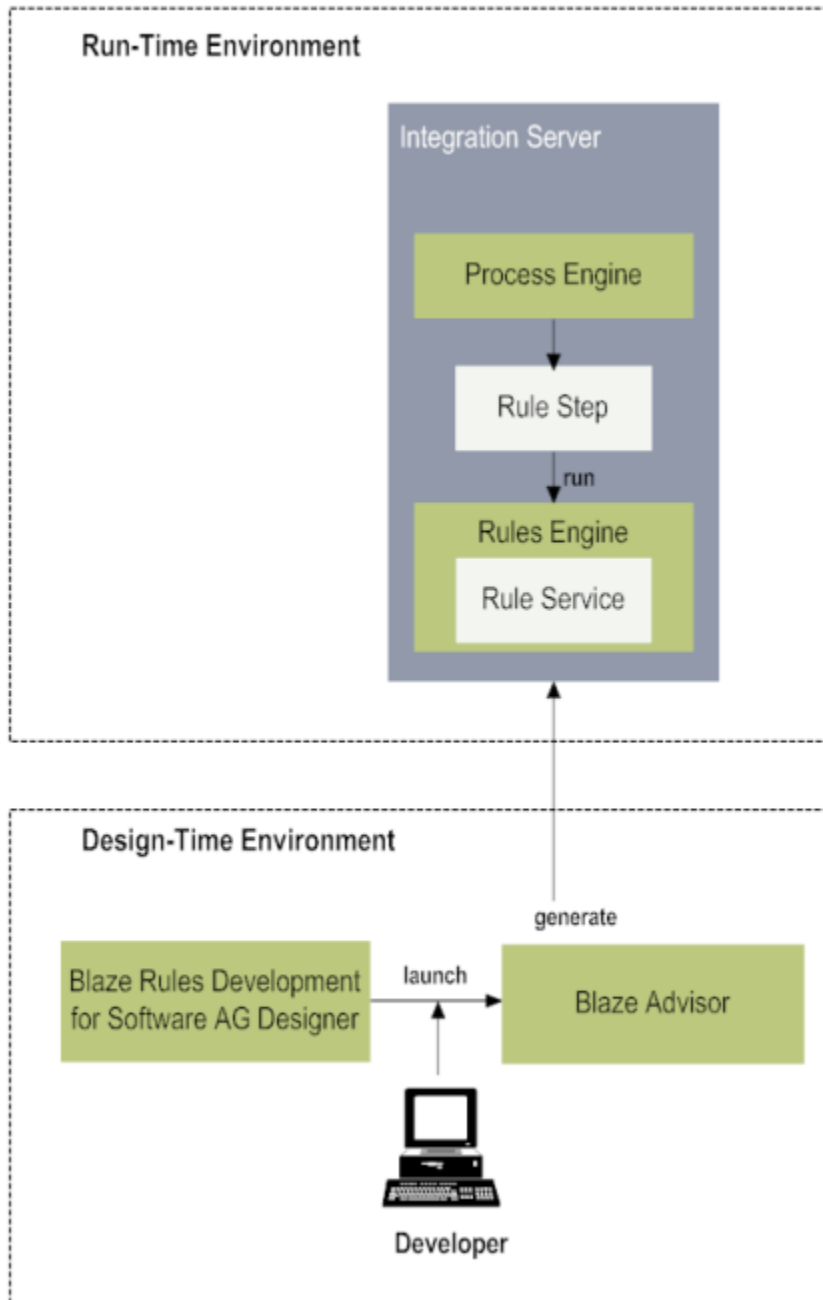 Run-Time Environment
Integration Server
Process Engine
Rule Step
run
Rules Engine
Rule Service
Design-Time Environment
generate
Blaze Rules Development
for Software AG Designer
launch
Blaze Advisor
Developer